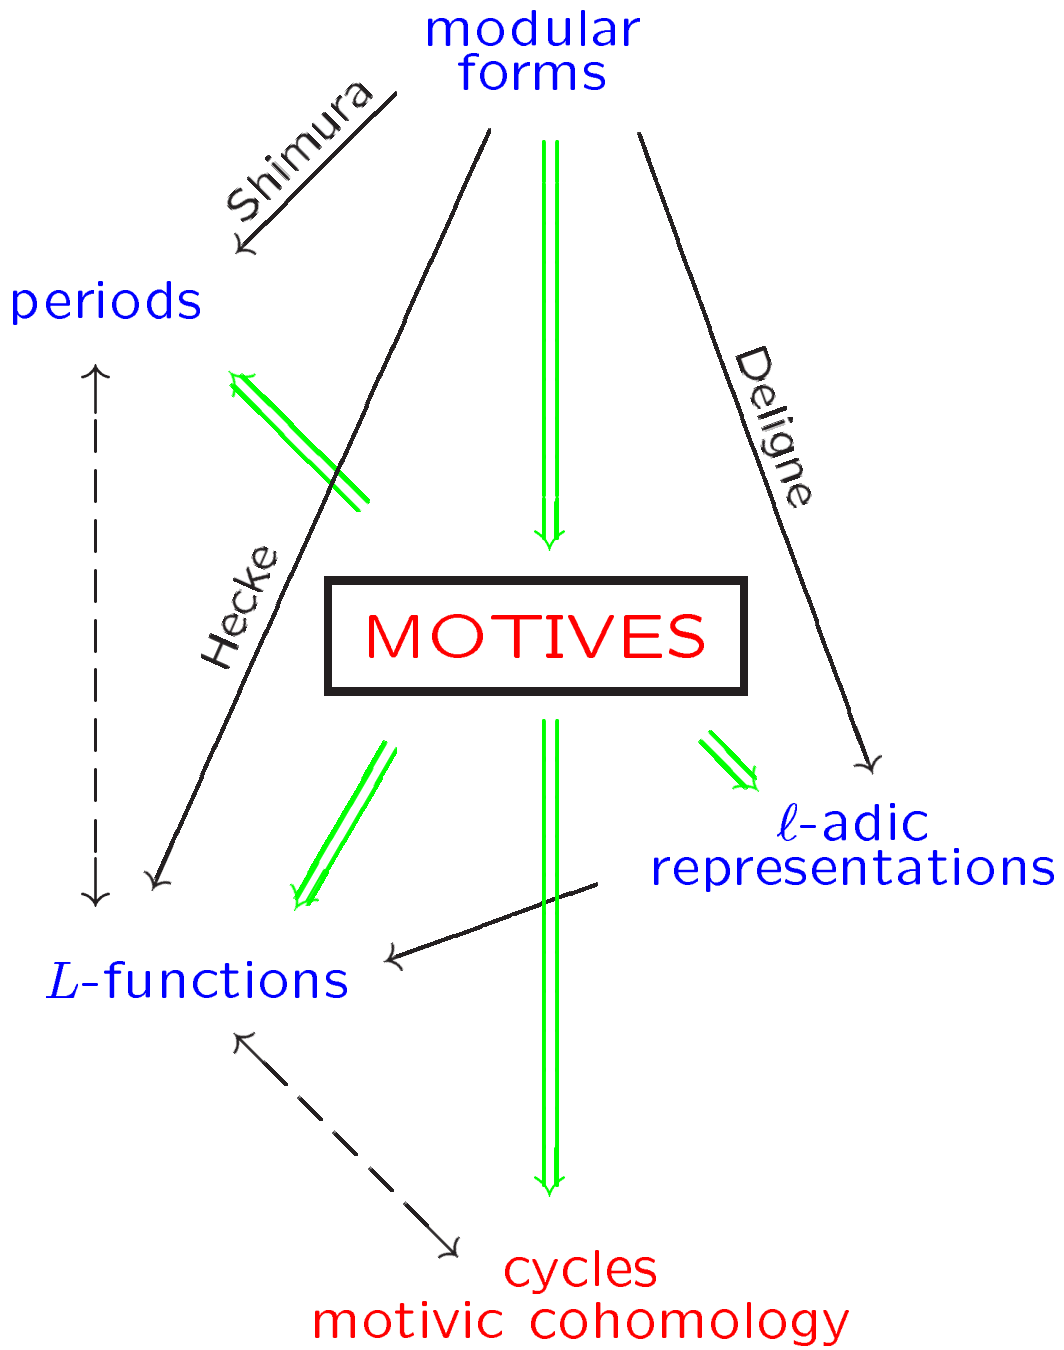 modular
forms
Shimura
periods
Deligne
Hecke
MOTIVES
ℓ-adic
representations
L-functions
cycles
motivic cohomology